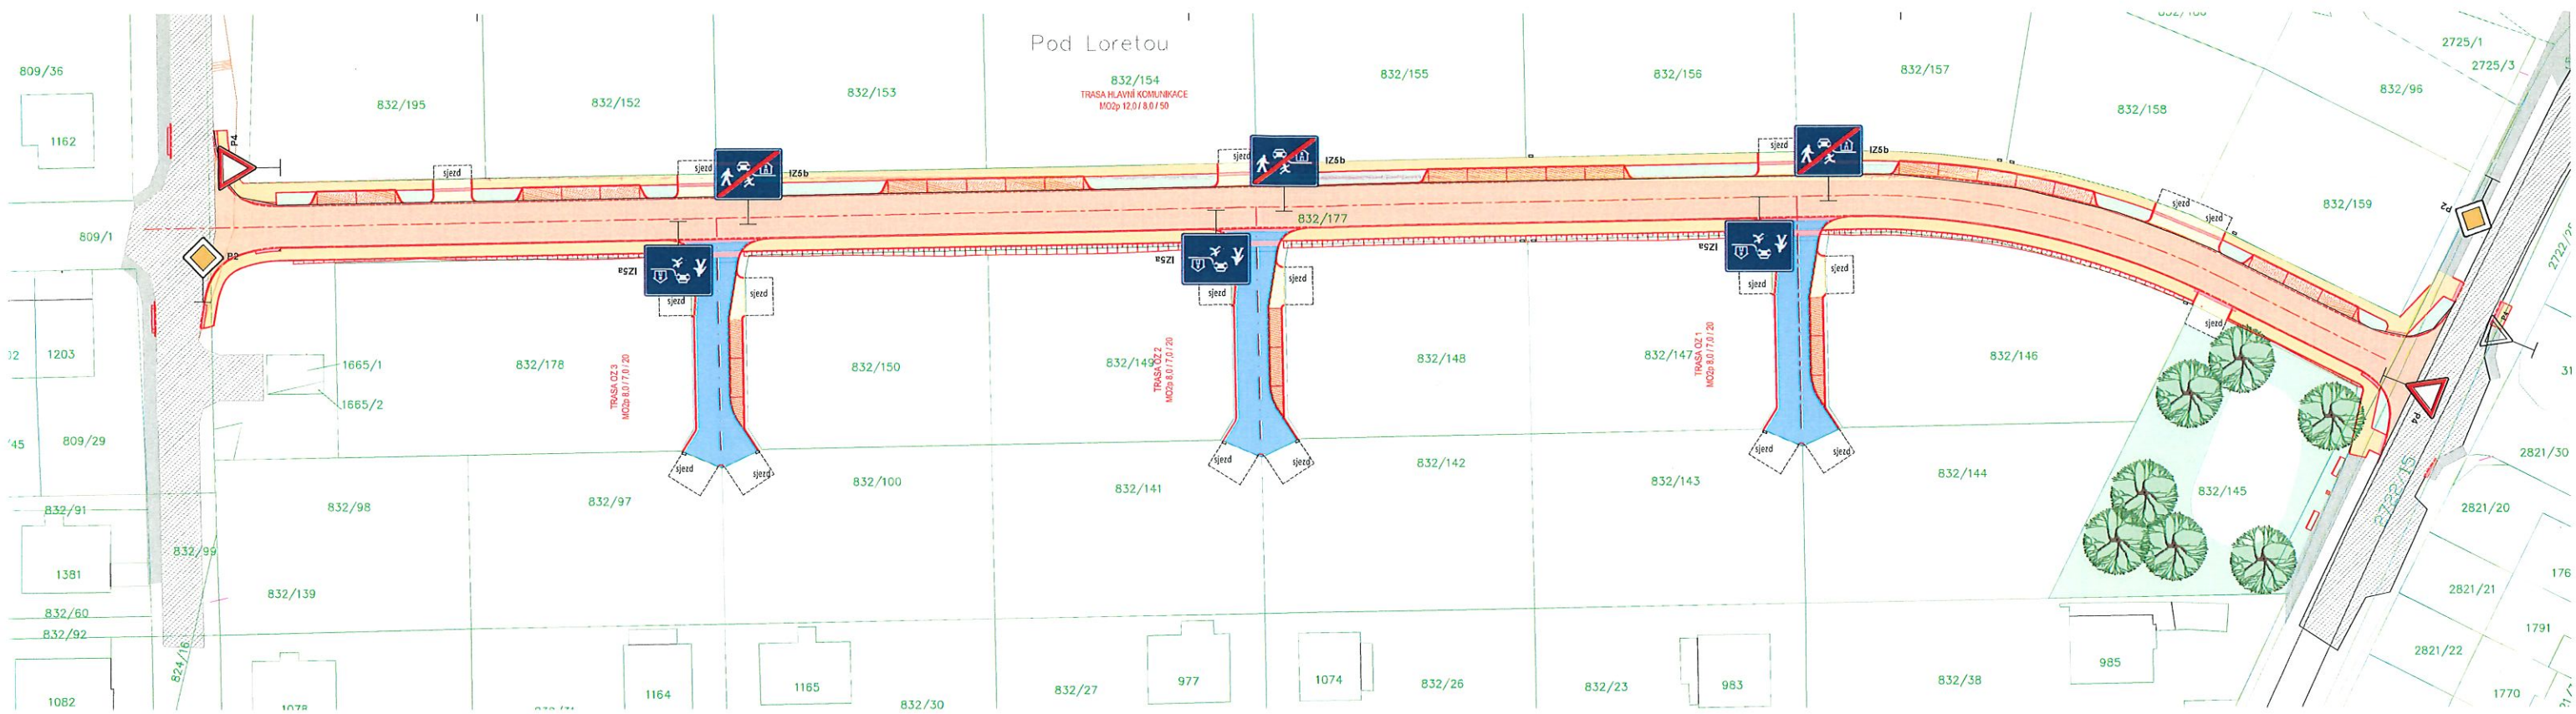 Pod Loretou
809/36
1162
832/195
832/152
832/153
832/154
TRASA HLAVNÍ KOMUNIKACE
MO2p 12,0 / 8,0 / 50
832/155
832/156
832/157
832/158
832/96
2725/1
2725/3
P4
sjezd
sjezd
IZ5b
sjezd
IZ5b
sjezd
IZ5b
sjezd
sjezd
832/159
P2
809/1
P2
832/177
IZ5a
sjezd
sjezd
IZ5a
sjezd
sjezd
IZ5a
sjezd
sjezd
sjezd
P4
P4
1203
1665/1
1665/2
832/178
TRASA OZ 3
MO2p 8,0 / 7,0 / 20
832/150
832/149
TRASA OZ 2
MO2p 8,0 / 7,0 / 20
832/148
832/147
TRASA OZ 1
MO2p 8,0 / 7,0 / 20
832/146
809/29
sjezd
sjezd
sjezd
sjezd
sjezd
sjezd
832/98
832/97
832/100
832/141
832/142
832/143
832/144
832/145
2722/15
2821/30
2821/20
832/91
832/99
1381
832/139
832/60
832/92
824/16
2821/21
1791
2821/22
1770
1082
1078
1164
1165
832/30
832/27
977
1074
832/26
832/23
983
832/38
985